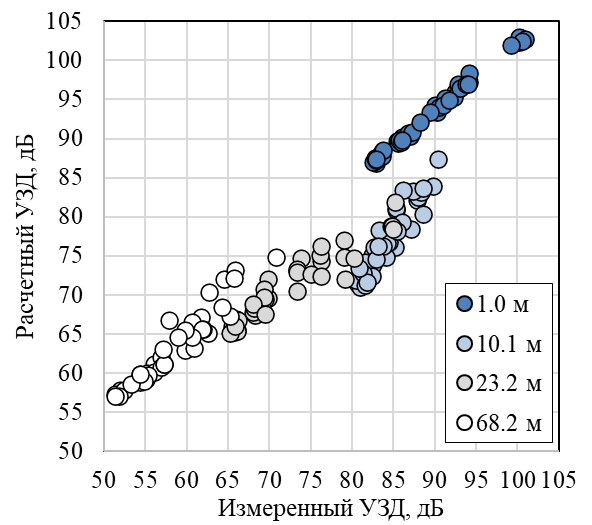 105
100
95
90
85
80
75
70
65
60
55
50
Расчетный УЗД, дБ
1.0 м
10.1 м
23.2 м
68.2 м
50 55 60 65 70 75 80 85 90 95 100 105
Измеренный УЗД, дБ